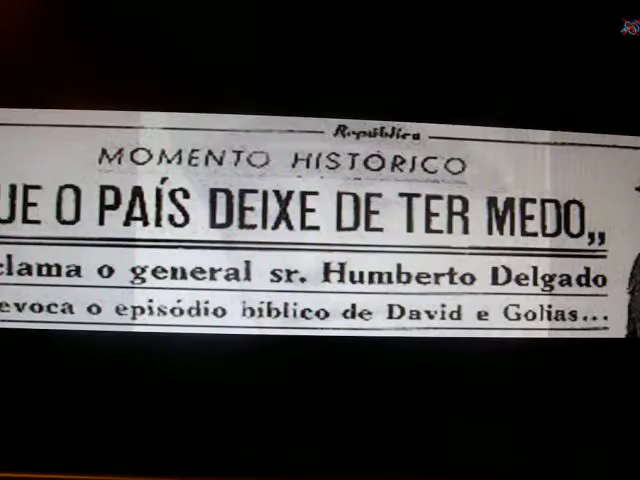 República
MOMENTO HISTÓRICO
UE O PAÍS DEIXE DE TER MEDO„
clama o general sr. Humberto Delgado
evoca o episódio bíblico de David e Golias...